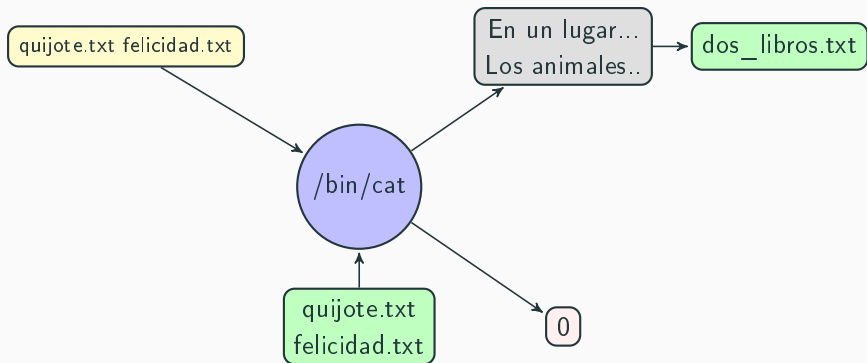 quijote.txt felicidad.txt
En un lugar...
Los animales..
dos_libros.txt
/bin/cat
quijote.txt
felicidad.txt
0